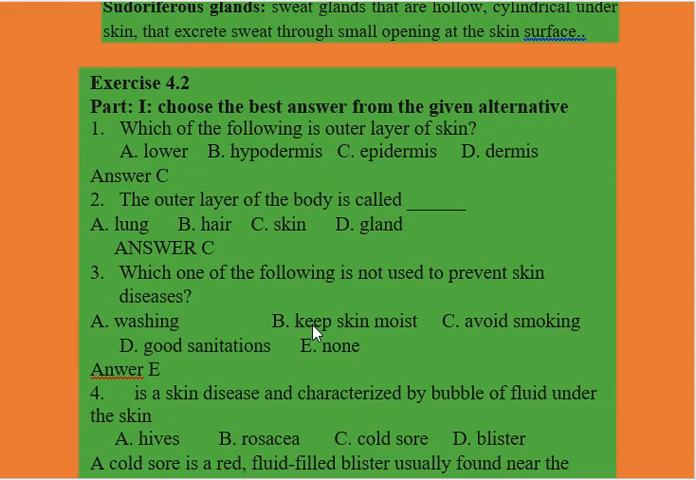 Sudoriferous glands: sweat glands that are hollow, cylindrical under
skin, that excrete sweat through small opening at the skin surface..
Exercise 4.2
Part: I: choose the best answer from the given alternative
1. Which of the following is outer layer of skin?
A. lower B. hypodermis C. epidermis D. dermis
Answer C
2. The outer layer of the body is called ______
A. lung B. hair C. skin D. gland
ANSWER C
3. Which one of the following is not used to prevent skin
diseases?
A. washing B. keep skin moist C. avoid smoking
D. good sanitations E. none
Anwer E
4. is a skin disease and characterized by bubble of fluid under
the skin
A. hives B. rosacea C. cold sore D. blister
A cold sore is a red, fluid-filled blister usually found near the